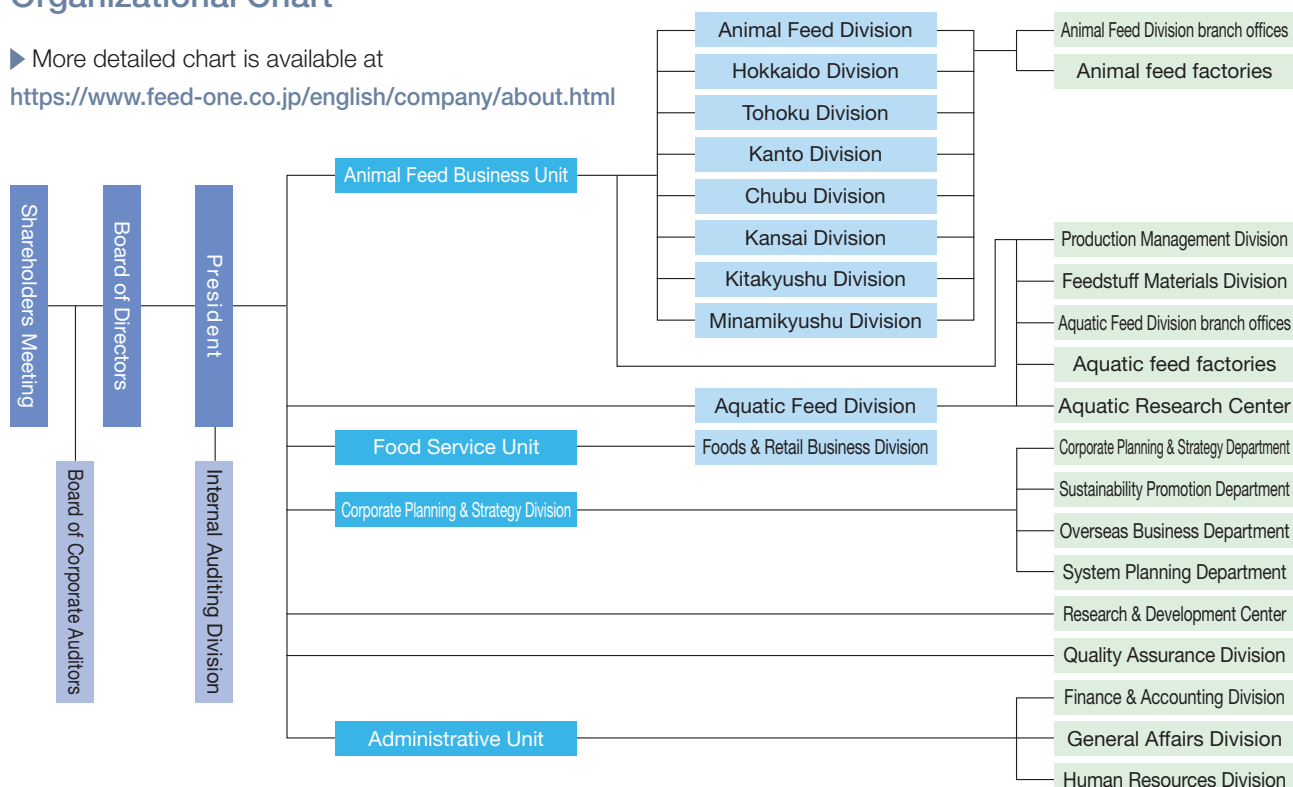 Organizational Chart
▶ More detailed chart is available at
https://www.feed-one.co.jp/english/company/about.html
Shareholders Meeting
Board of Corporate Auditors
Board of Directors
President
Internal Auditing Division
Animal Feed Business Unit
Food Service Unit
Corporate Planning & Strategy Division
Administrative Unit
Animal Feed Division
Hokkaido Division
Tohoku Division
Kanto Division
Chubu Division
Kansai Division
Kitakyushu Division
Minamikyushu Division
Aquatic Feed Division
Foods & Retail Business Division
Animal Feed Division branch offices
Animal feed factories
Production Management Division
Feedstuff Materials Division
Aquatic Feed Division branch offices
Aquatic feed factories
Aquatic Research Center
Corporate Planning & Strategy Department
Sustainability Promotion Department
Overseas Business Department
System Planning Department
Research & Development Center
Quality Assurance Division
Finance & Accounting Division
General Affairs Division
Human Resources Division